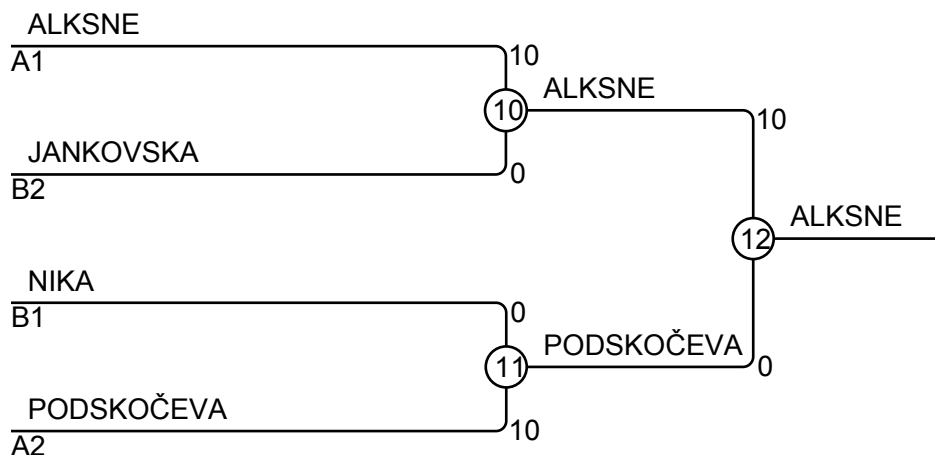 ALKSNE
A1
10
10
ALKSNE
10
JANKOVSKA
B2
0
12
ALKSNE
NIKA
B1
0
11
PODSKOČEVA
0
PODSKOČEVA
A2
10